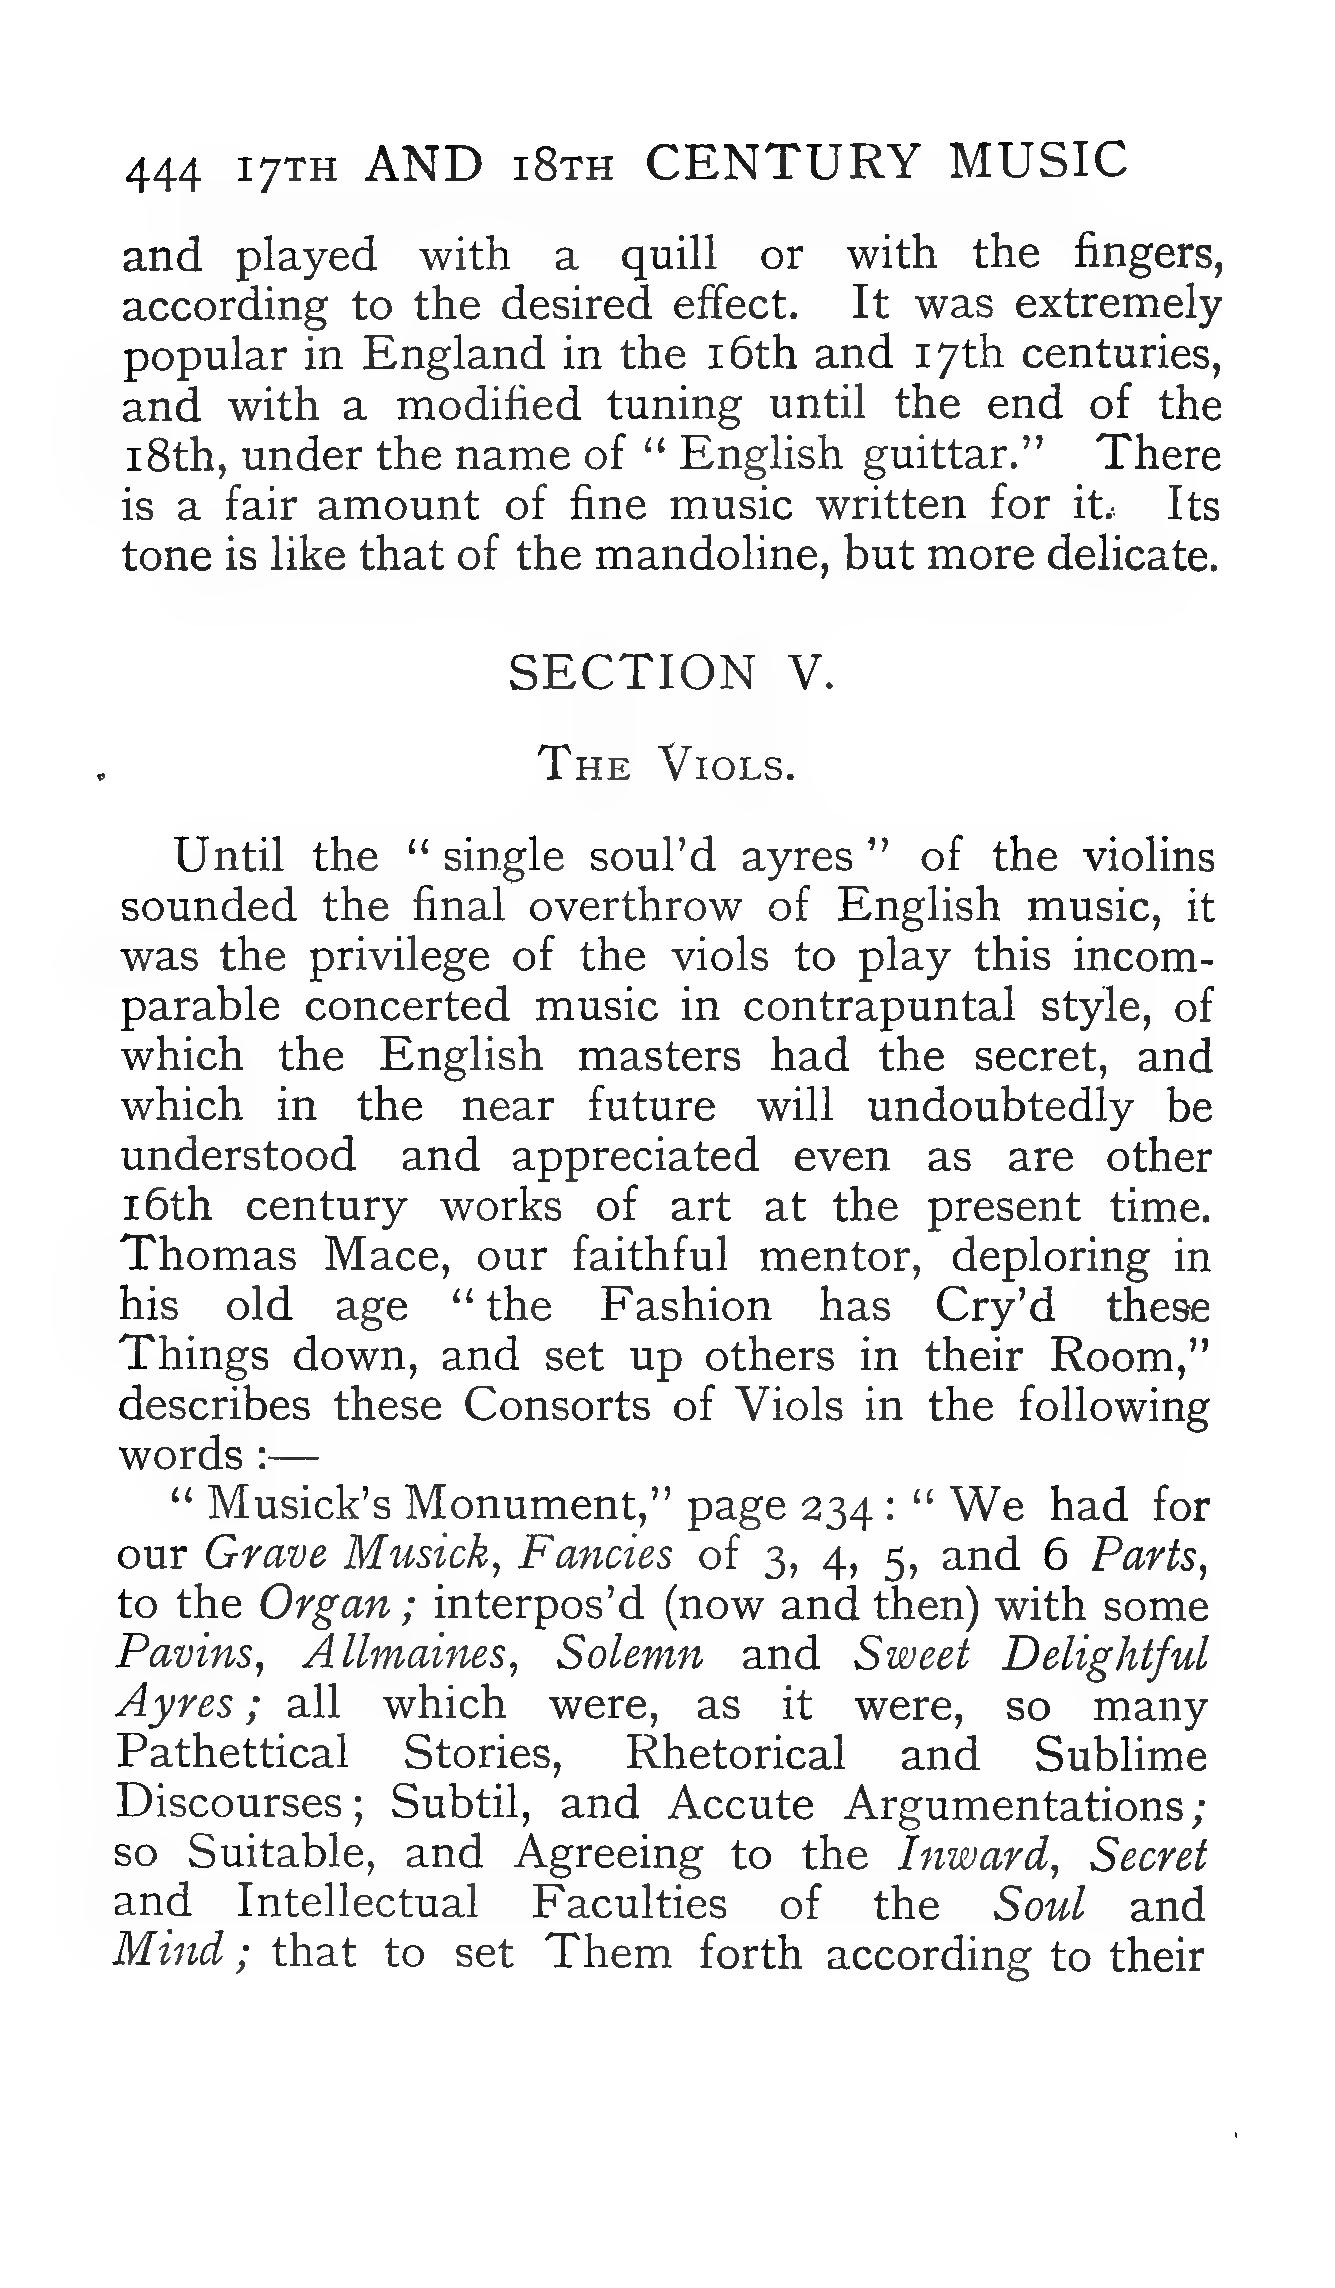 444 17TH AND 18TH CENTURY MUSIC
and played with a quill or with the fingers,
according to the desired effect. It was extremely
popular in England in the 16th and 17th centuries,
and with a modified tuning until the end of the
18th, under the name of “ English guittar.” There
is a fair amount of fine music written for it. Its
tone is like that of the mandoline, but more delicate.
SECTION V.
THE VIOLS.
Until the “ single soul’d ayres ” of the violins
sounded the final overthrow of English music, it
was the privilege of the viols to play this incom-
parable concerted music in contrapuntal style, of
which the English masters had the secret, and
which in the near future will undoubtedly be
understood and appreciated even as are other
16th century works of art at the present time.
Thomas Mace, our faithful mentor, deploring in
his old age “ the Fashion has Cry’d these
Things down, and set up others in their Room,”
describes these Consorts of Viols in the following
words :—
“ Musick’s Monument,” page 234 : “ We had for
our Grave Musick, Fancies of 3, 4, 5, and 6 Parts,
to the Organ ; interpos’d (now and then) with some
Pavins, Allmaines, Solemn and Sweet Delightful
Ayres ; all which were, as it were, so many
Pathettical Stories, Rhetorical and Sublime
Discourses ; Subtil, and Accute Argumentations ;
so Suitable, and Agreeing to the Inward, Secret
and Intellectual Faculties of the Soul and
Mind ; that to set Them forth according to their